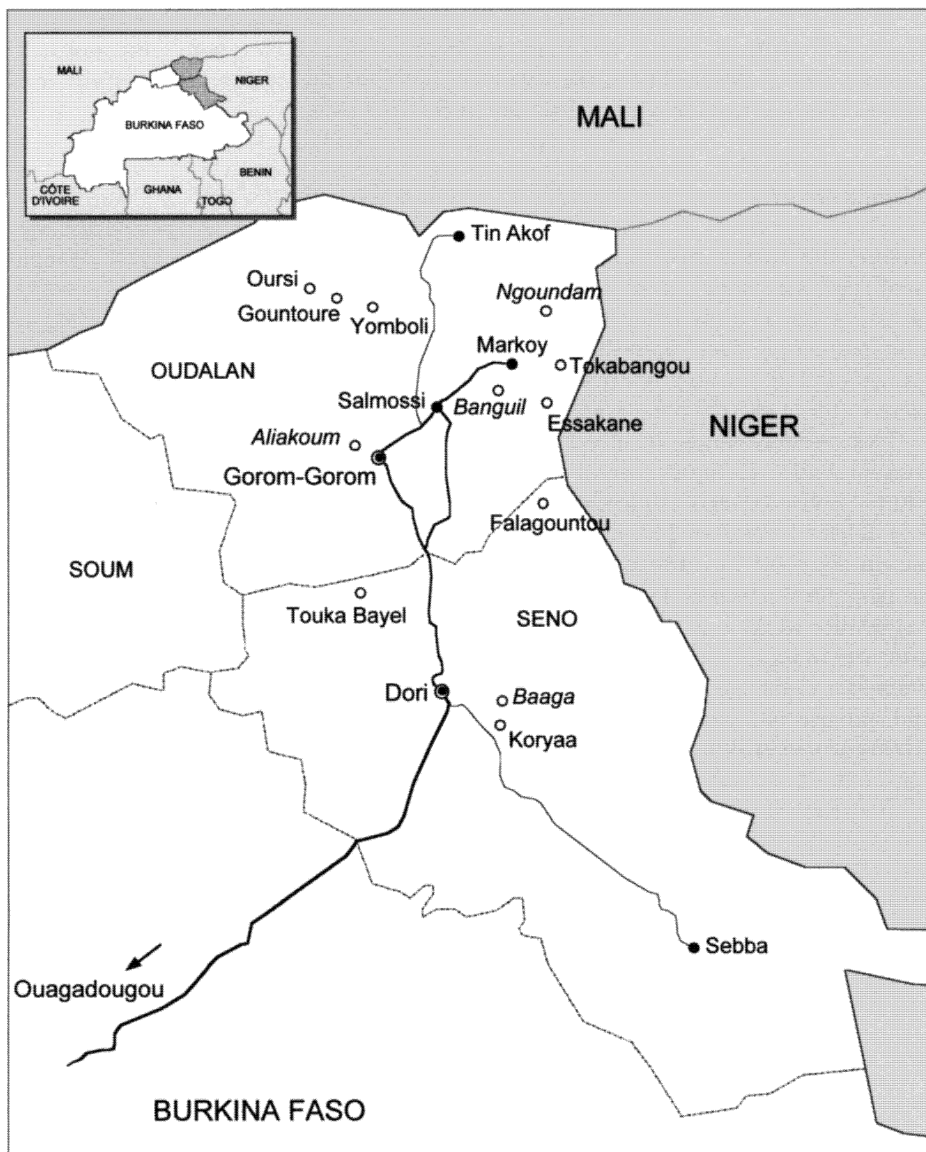 MALI
NIGER
BURKINA FASO
BENIN
CÔTE
D'IVOIRE
GHANA
TOGO
MALI
Tin Akof
Oursi
Ngoundam
Gountoure
Yomboli
Markoy
OUDALAN
Tokabangou
Salmossi
Banguil
Essakane
NIGER
Aliakoum
Gorom-Gorom
Falagountou
SOUM
Touka Bayel
SENO
Dori
Baaga
Koryaa
Sebba
Ouagadougou
BURKINA FASO